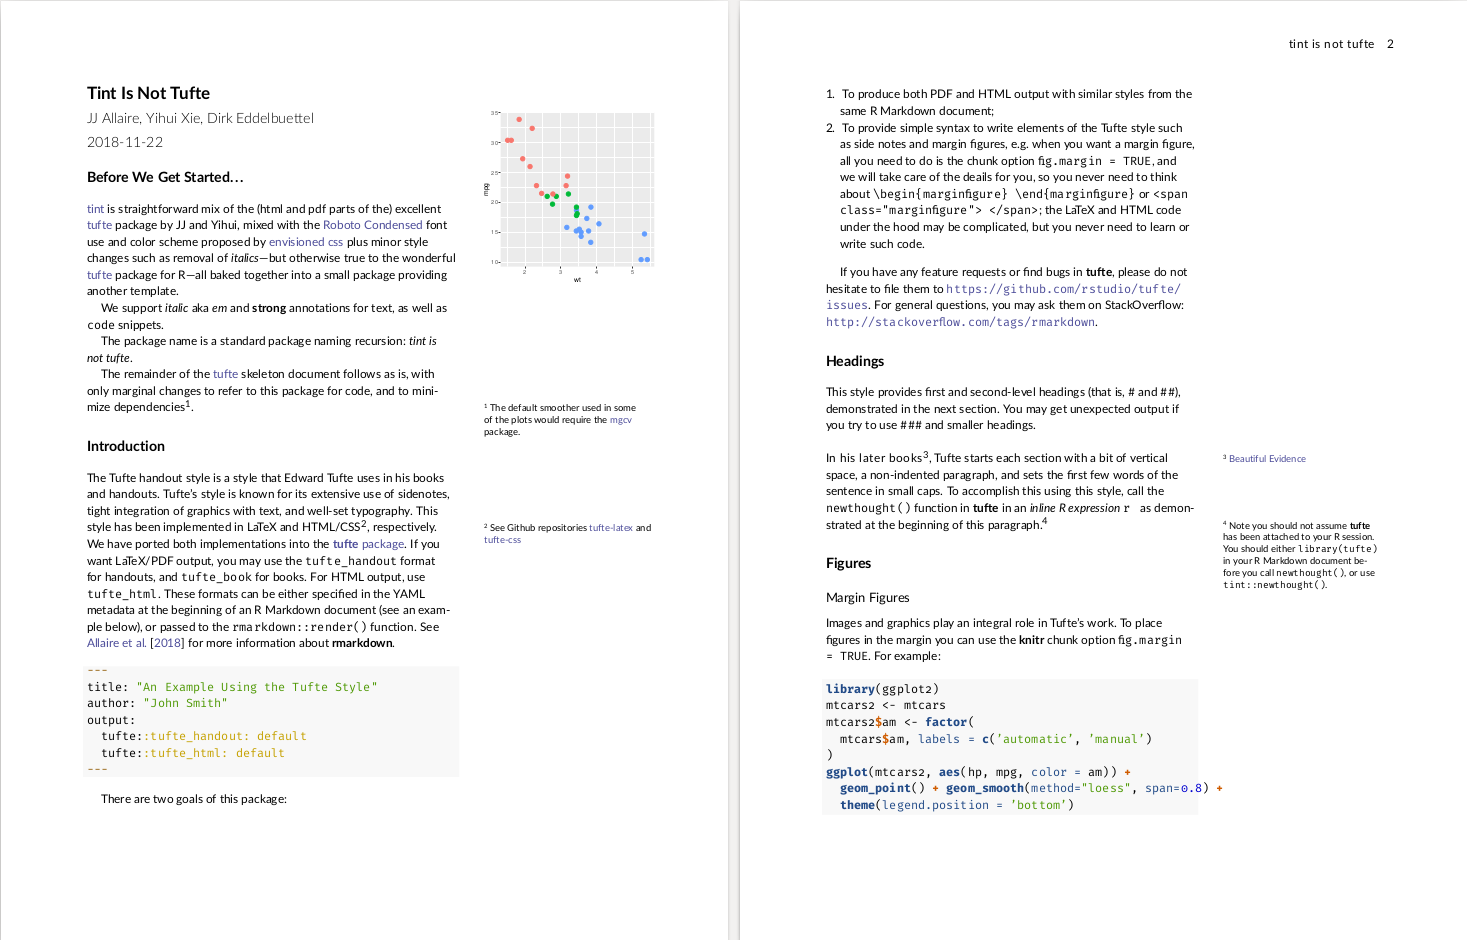 Tint Is Not Tufte
JJ Allaire, Yihui Xie, Dirk Eddelbuettel
2018-11-22
Before We Get Started…
tint is straightforward mix of the (html and pdf parts of the) excellent
tufte package by JJ and Yihui, mixed with the Roboto Condensed font
use and color scheme proposed by envisioned css plus minor style
changes such as removal of italics—but otherwise true to the wonderful
tufte package for R—all baked together into a small package providing
another template.
We support italic aka em and strong annotations for text, as well as
code snippets.
The package name is a standard package naming recursion: tint is
not tufte.
The remainder of the tufte skeleton document follows as is, with
only marginal changes to refer to this package for code, and to mini-
mize dependencies1.
Introduction
The Tufte handout style is a style that Edward Tufte uses in his books
and handouts. Tufte's style is known for its extensive use of sidenotes,
tight integration of graphics with text, and well-set typography. This
style has been implemented in LaTeX and HTML/CSS2, respectively.
We have ported both implementations into the tufte package. If you
want LaTeX/PDF output, you may use the tufte_handout format
for handouts, and tufte_book for books. For HTML output, use
tufte_html. These formats can be either specified in the YAML
metadata at the beginning of an R Markdown document (see an exam-
ple below), or passed to the rmarkdown::render() function. See
Allaire et al. [2018] for more information about rmarkdown.
---
title: "An Example Using the Tufte Style"
author: "John Smith"
output:
tufte::tufte_handout: default
tufte::tufte_html: default
---
There are two goals of this package:
35
30
25
20
15
10
mpg
2 3 4 5
wt
1 The default smoother used in some
of the plots would require the mgcv
package.
2 See Github repositories tufte-latex and
tufte-css
tint is not tufte 2
1. To produce both PDF and HTML output with similar styles from the
same R Markdown document;
2. To provide simple syntax to write elements of the Tufte style such
as side notes and margin figures, e.g. when you want a margin figure,
all you need to do is the chunk option fig.margin = TRUE, and
we will take care of the deails for you, so you never need to think
about \begin{marginfigure} \end{marginfigure} or <span
class="marginfigure"> </span>; the LaTeX and HTML code
under the hood may be complicated, but you never need to learn or
write such code.
If you have any feature requests or find bugs in tufte, please do not
hesitate to file them to https://github.com/rstudio/tufte/
issues. For general questions, you may ask them on StackOverflow:
http://stackoverflow.com/tags/rmarkdown.
Headings
This style provides first and second-level headings (that is, # and ##),
demonstrated in the next section. You may get unexpected output if
you try to use ### and smaller headings.
In his later books3, Tufte starts each section with a bit of vertical
space, a non-indented paragraph, and sets the first few words of the
sentence in small caps. To accomplish this using this style, call the
newthought() function in tufte in an inline R expression r as demon-
strated at the beginning of this paragraph.4
Figures
Margin Figures
Images and graphics play an integral role in Tufte's work. To place
figures in the margin you can use the knitr chunk option fig.margin
= TRUE. For example:
library(ggplot2)
mtcars2 <- mtcars
mtcars2$am <- factor(
mtcars$am, labels = c('automatic', 'manual')
)
ggplot(mtcars2, aes(hp, mpg, color = am)) +
geom_point() + geom_smooth(method="loess", span=0.8) +
theme(legend.position = 'bottom')
3 Beautiful Evidence
4 Note you should not assume tufte
has been attached to your R session.
You should either library(tufte)
in your R Markdown document be-
fore you call newthought(), or use
tint::newthought().